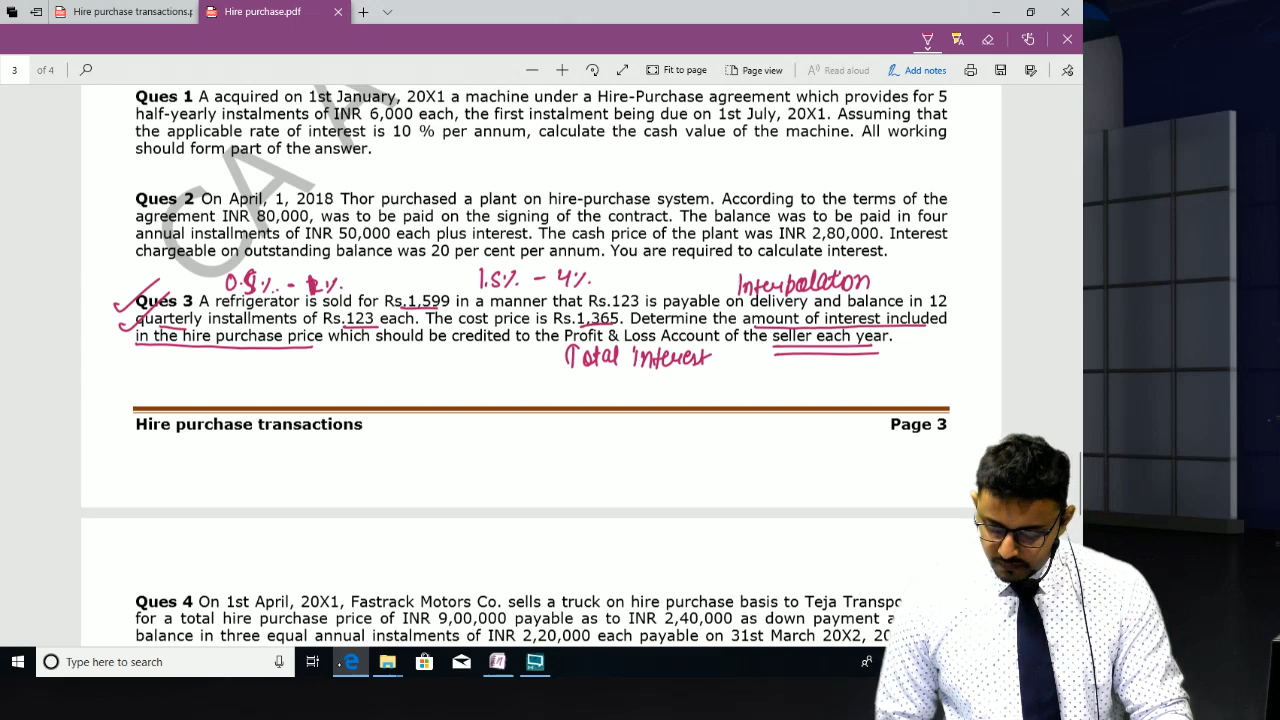 Hire purchase transactions.p
Hire purchase.pdf
3 of 4
Fit to page
Page view
Read aloud
Add notes
Ques 1 A acquired on 1st January, 20X1 a machine under a Hire-Purchase agreement which provides for 5
half-yearly instalments of INR 6,000 each, the first instalment being due on 1st July, 20X1. Assuming that
the applicable rate of interest is 10 % per annum, calculate the cash value of the machine. All working
should form part of the answer.
CA A
Ques 2 On April, 1, 2018 Thor purchased a plant on hire-purchase system. According to the terms of the
agreement INR 80,000, was to be paid on the signing of the contract. The balance was to be paid in four
annual installments of INR 50,000 each plus interest. The cash price of the plant was INR 2,80,000. Interest
chargeable on outstanding balance was 20 per cent per annum. You are required to calculate interest.
1.5% - 4% Interpolation
Ques 3 A refrigerator is sold for Rs.1,599 in a manner that Rs.123 is payable on delivery and balance in 12
quarterly installments of Rs.123 each. The cost price is Rs.1,365. Determine the amount of interest included
in the hire purchase price which should be credited to the Profit & Loss Account of the seller each year.
Total interest
Hire purchase transactions Page 3
Ques 4 On 1st April, 20X1, Fastrack Motors Co. sells a truck on hire purchase basis to Teja Transpo
for a total hire purchase price of INR 9,00,000 payable as to INR 2,40,000 as down payment a
balance in three equal annual instalments of INR 2,20,000 each payable on 31st March 20X2, 20
Type here to search